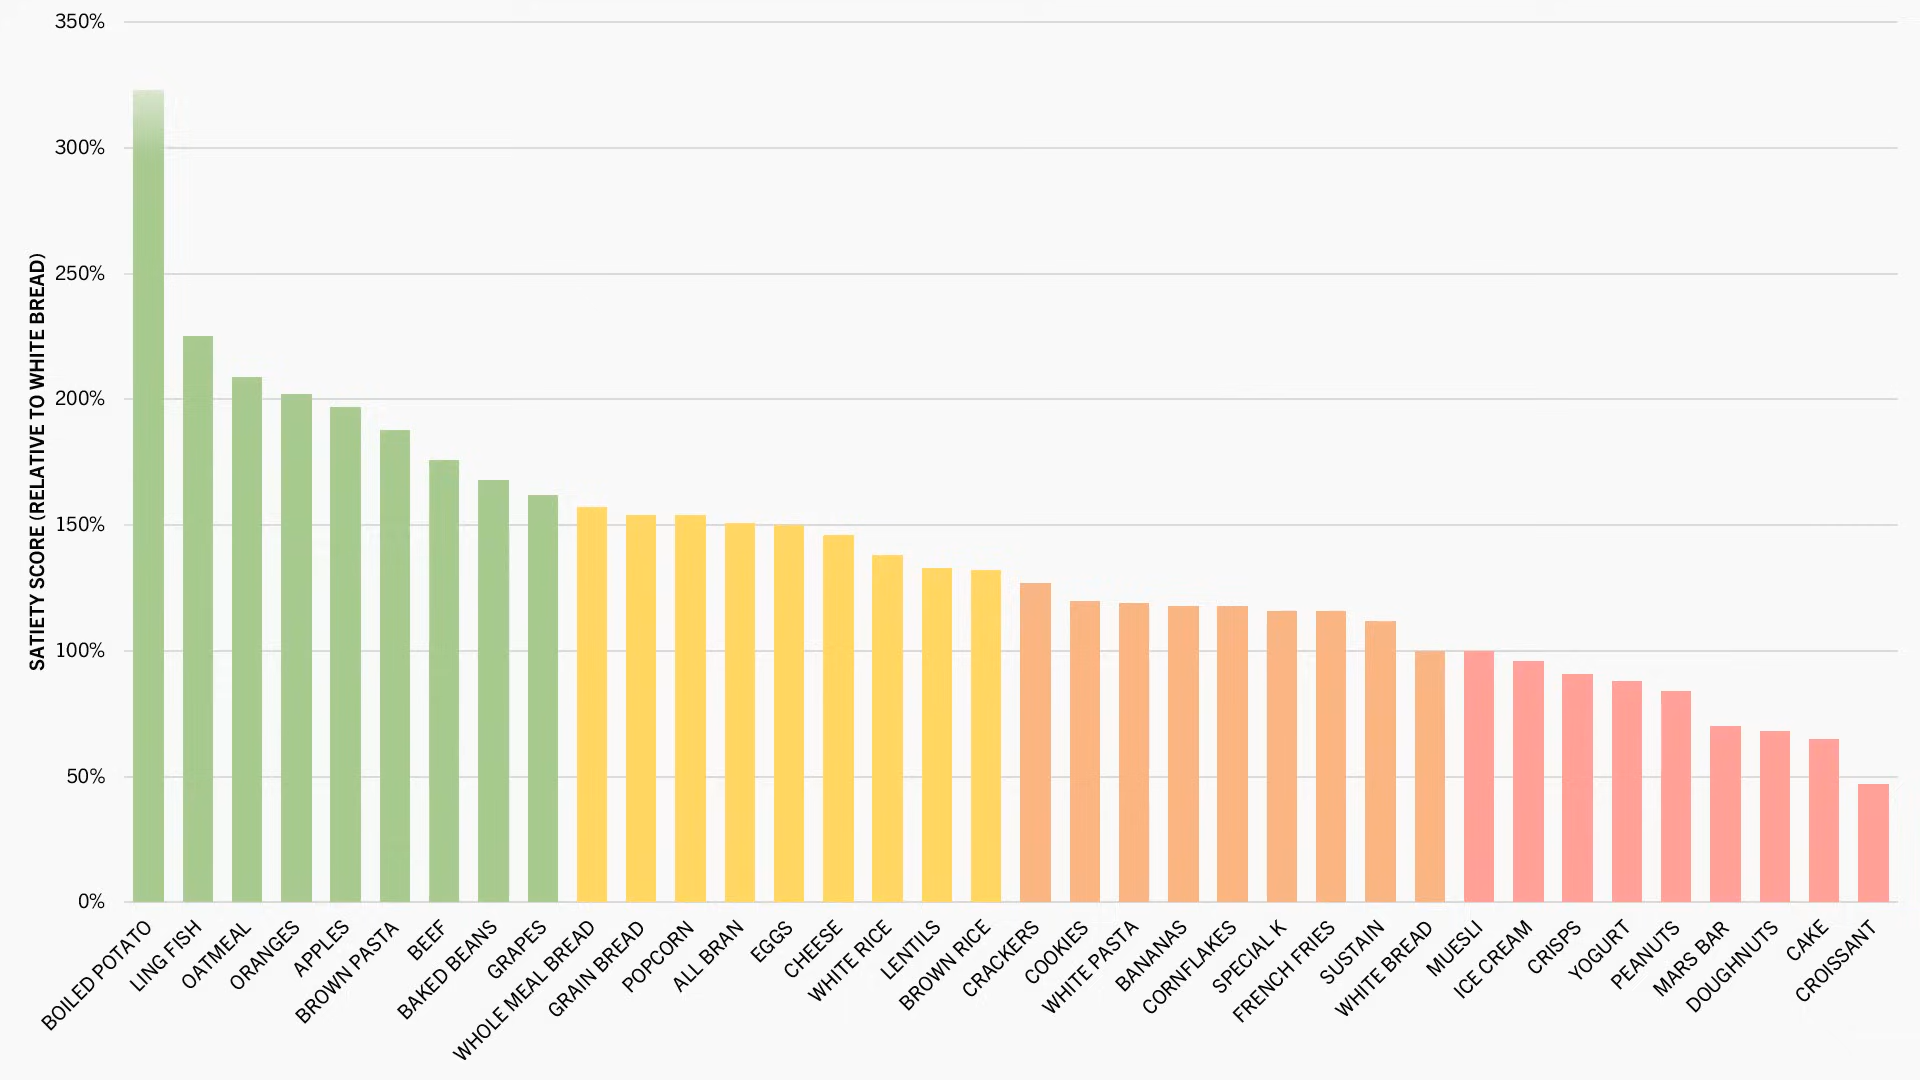 350%
300%
250%
200%
150%
100%
50%
0%
SATIETY SCORE (RELATIVE TO WHITE BREAD)
BOILED POTATO
LING FISH
OATMEAL
ORANGES
APPLES
BROWN PASTA
BEEF
BAKED BEANS
GRAPES
WHOLE MEAL BREAD
GRAIN BREAD
POPCORN
ALL BRAN
EGGS
CHEESE
WHITE RICE
LENTILS
BROWN RICE
CRACKERS
COOKIES
WHITE PASTA
BANANAS
CORNFLAKES
SPECIAL K
FRENCH FRIES
SUSTAIN
WHITE BREAD
MUESLI
ICE CREAM
CRISPS
YOGURT
PEANUTS
MARS BAR
DOUGHNUTS
CAKE
CROISSANT